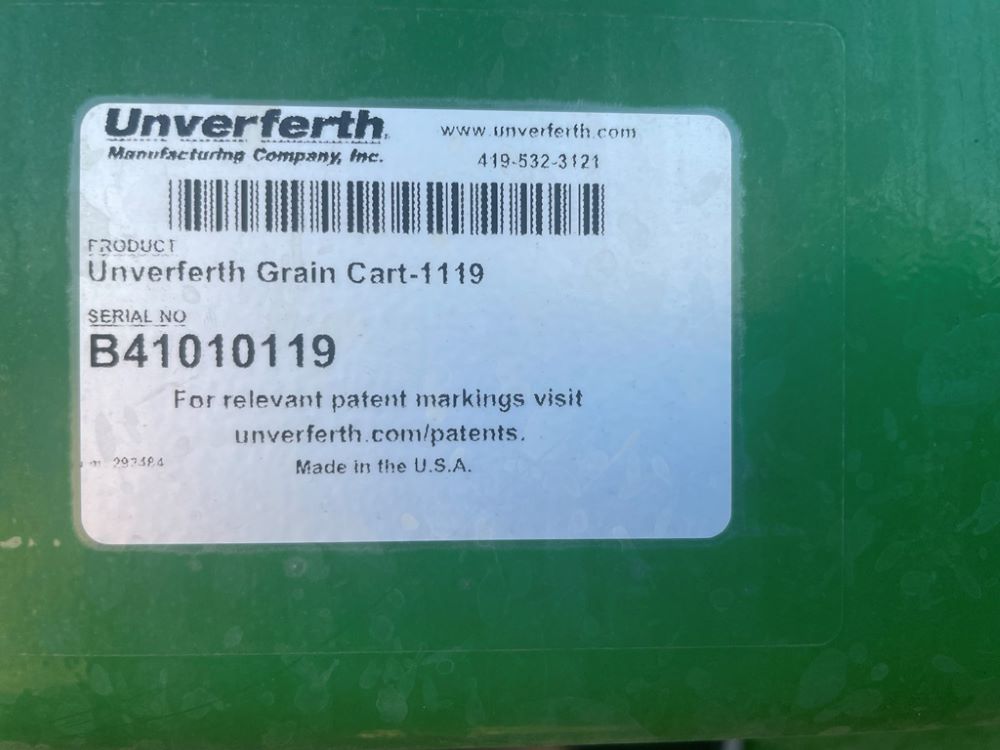 Unverferth
Manufacturing Company, Inc.
www.unverferth.com
419-532-3121
PRODUCT
Unverferth Grain Cart-1119
SERIAL NO
B41010119
For relevant patent markings visit
unverferth.com/patents.
Made in the U.S.A.